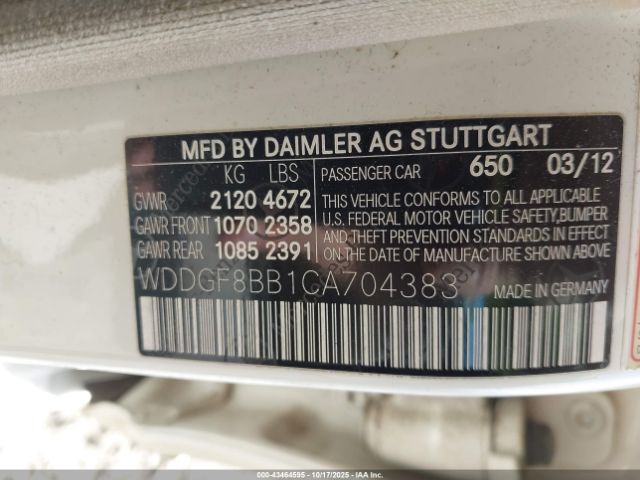 MFD BY DAIMLER AG STUTTGART
KG LBS
GVWR 2120 4672
GAWR FRONT 1070 2358
GAWR REAR 1085 2391
PASSENGER CAR 650 03/12
THIS VEHICLE CONFORMS TO ALL APPLICABLE
U.S. FEDERAL MOTOR VEHICLE SAFETY,BUMPER
AND THEFT PREVENTION STANDARDS IN EFFECT
ON DATE OF MANUFACTURE SHOWN ABOVE
WDDGF8BB1CA704383
MADE IN GERMANY
000-43464595 - 10/17/2025 - IAA, Inc.